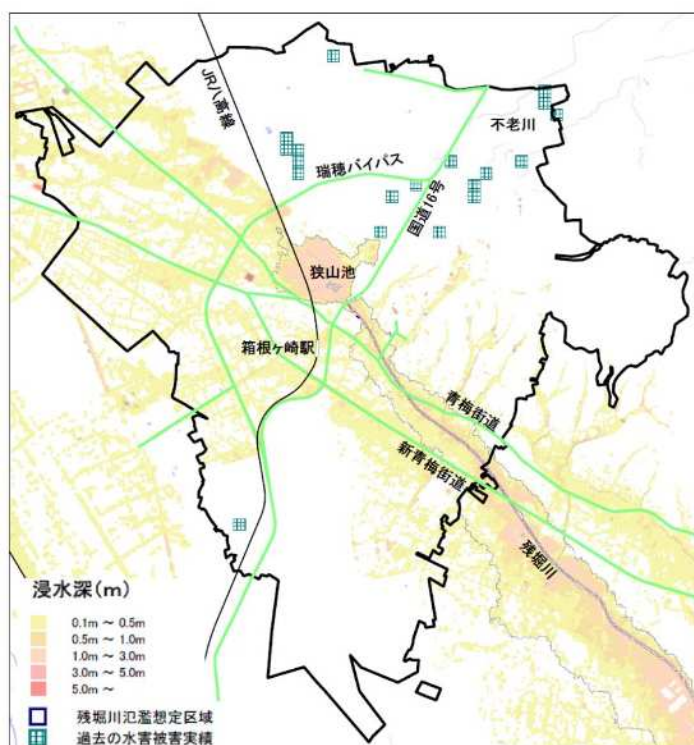 JR八高線
不老川
瑞穂バイパス
国道16号
狭山池
箱根ヶ崎駅
青梅街道
新青梅街道
残堀川
浸水深(m)
0.1m ～ 0.5m
0.5m ～ 1.0m
1.0m ～ 3.0m
3.0m ～ 5.0m
5.0m ～
残堀川氾濫想定区域
過去の水害被害実績